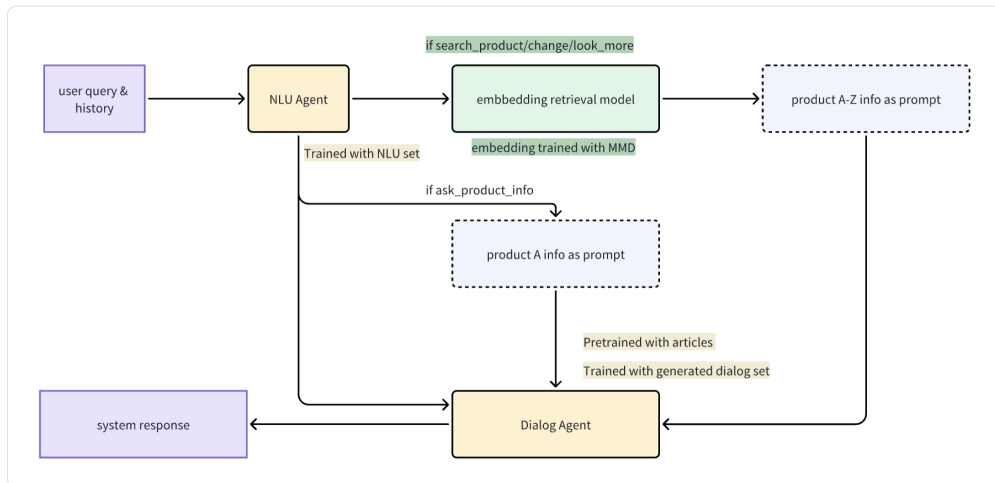 if search_product/change/look_more
user query &
history
NLU Agent
embbedding retrieval model
product A-Z info as prompt
Trained with NLU set
embedding trained with MMD
if ask_product_info
product A info as prompt
Pretrained with articles
Trained with generated dialog set
system response
Dialog Agent